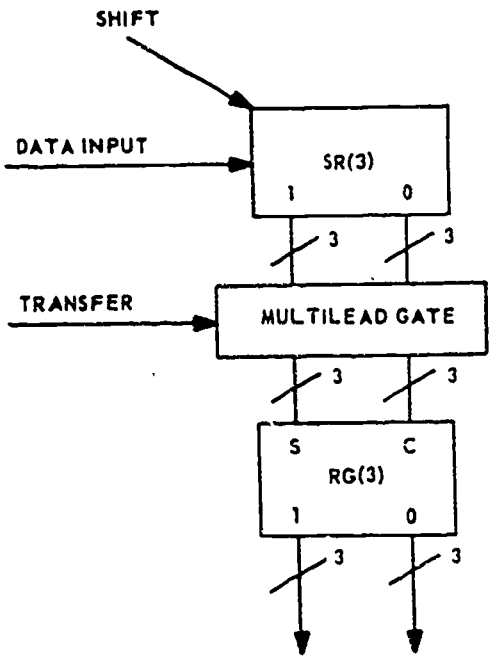 SHIFT
DATA INPUT
SR(3)
1 0
3 3
TRANSFER
MULTILEAD GATE
3 3
S C
RG(3)
1 0
3 3